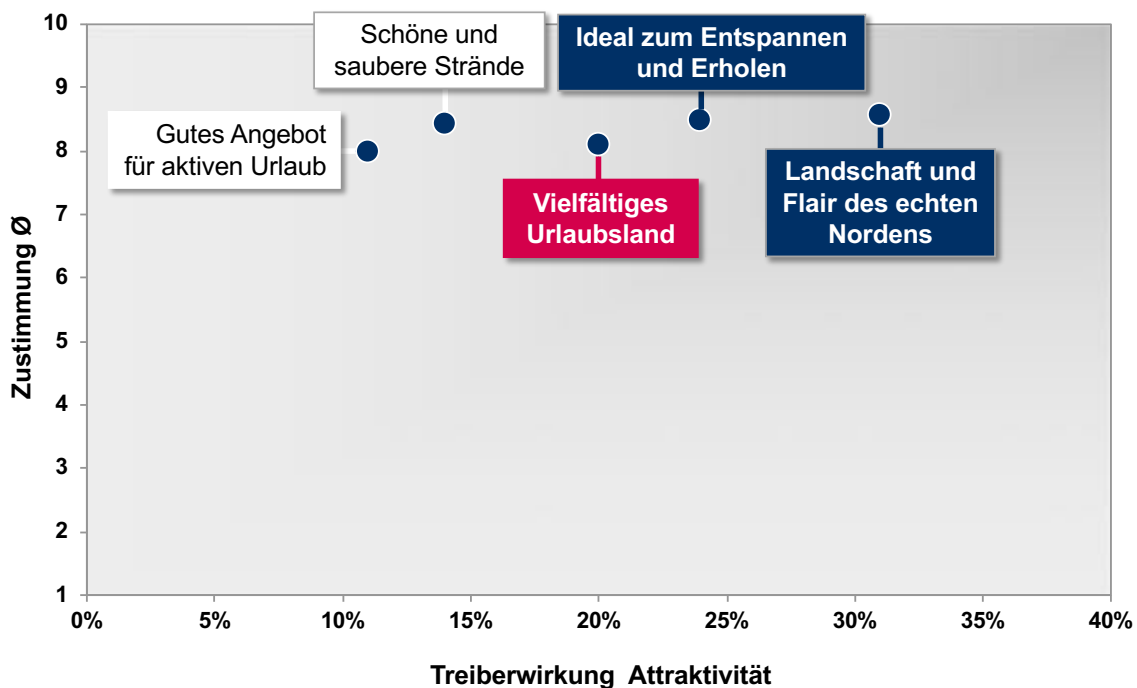 10
9
8
7
6
5
4
3
2
1
Zustimmung Ø
Schöne und
saubere Strände
Ideal zum Entspannen
und Erholen
Gutes Angebot
für aktiven Urlaub
Vielfältiges
Urlaubsland
Landschaft und
Flair des echten
Nordens
0% 5% 10% 15% 20% 25% 30% 35% 40%
Treiberwirkung Attraktivität